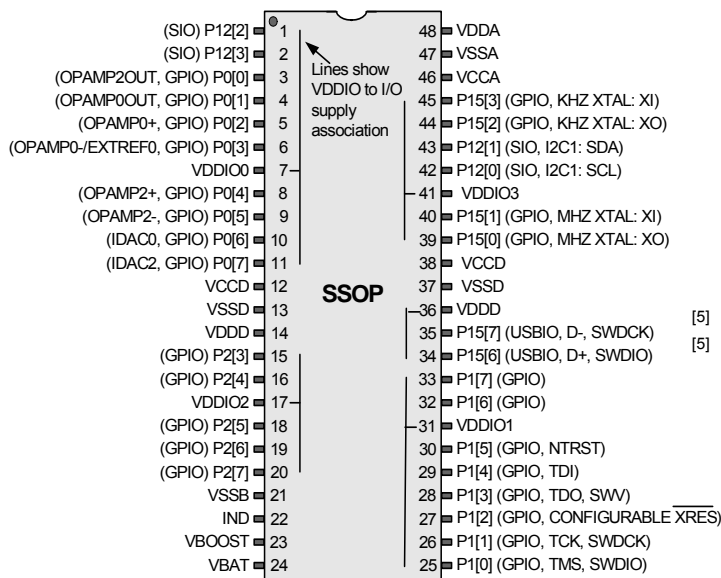 (SIO) P12[2] 1 48 VDDA
(SIO) P12[3] 2 47 VSSA
(OPAMP2OUT, GPIO) P0[0] 3 46 VCCA
(OPAMP0OUT, GPIO) P0[1] 4 45 P15[3] (GPIO, KHZ XTAL: XI)
(OPAMP0+, GPIO) P0[2] 5 44 P15[2] (GPIO, KHZ XTAL: XO)
(OPAMP0-/EXTREF0, GPIO) P0[3] 6 43 P12[1] (SIO, I2C1: SDA)
VDDIO0 7 42 P12[0] (SIO, I2C1: SCL)
(OPAMP2+, GPIO) P0[4] 8 41 VDDIO3
(OPAMP2-, GPIO) P0[5] 9 40 P15[1] (GPIO, MHZ XTAL: XI)
(IDAC0, GPIO) P0[6] 10 39 P15[0] (GPIO, MHZ XTAL: XO)
(IDAC2, GPIO) P0[7] 11 38 VCCD
VCCD 12 37 VSSD
VSSD 13 36 VDDD
VDDD 14 35 P15[7] (USBIO, D-, SWDCK) [5]
(GPIO) P2[3] 15 34 P15[6] (USBIO, D+, SWDIO) [5]
(GPIO) P2[4] 16 33 P1[7] (GPIO)
VDDIO2 17 32 P1[6] (GPIO)
(GPIO) P2[5] 18 31 VDDIO1
(GPIO) P2[6] 19 30 P1[5] (GPIO, NTRST)
(GPIO) P2[7] 20 29 P1[4] (GPIO, TDI)
VSSB 21 28 P1[3] (GPIO, TDO, SWV)
IND 22 27 P1[2] (GPIO, CONFIGURABLE XRES)
VBOOST 23 26 P1[1] (GPIO, TCK, SWDCK)
VBAT 24 25 P1[0] (GPIO, TMS, SWDIO)
Lines show
VDDIO to I/O
supply
association
SSOP